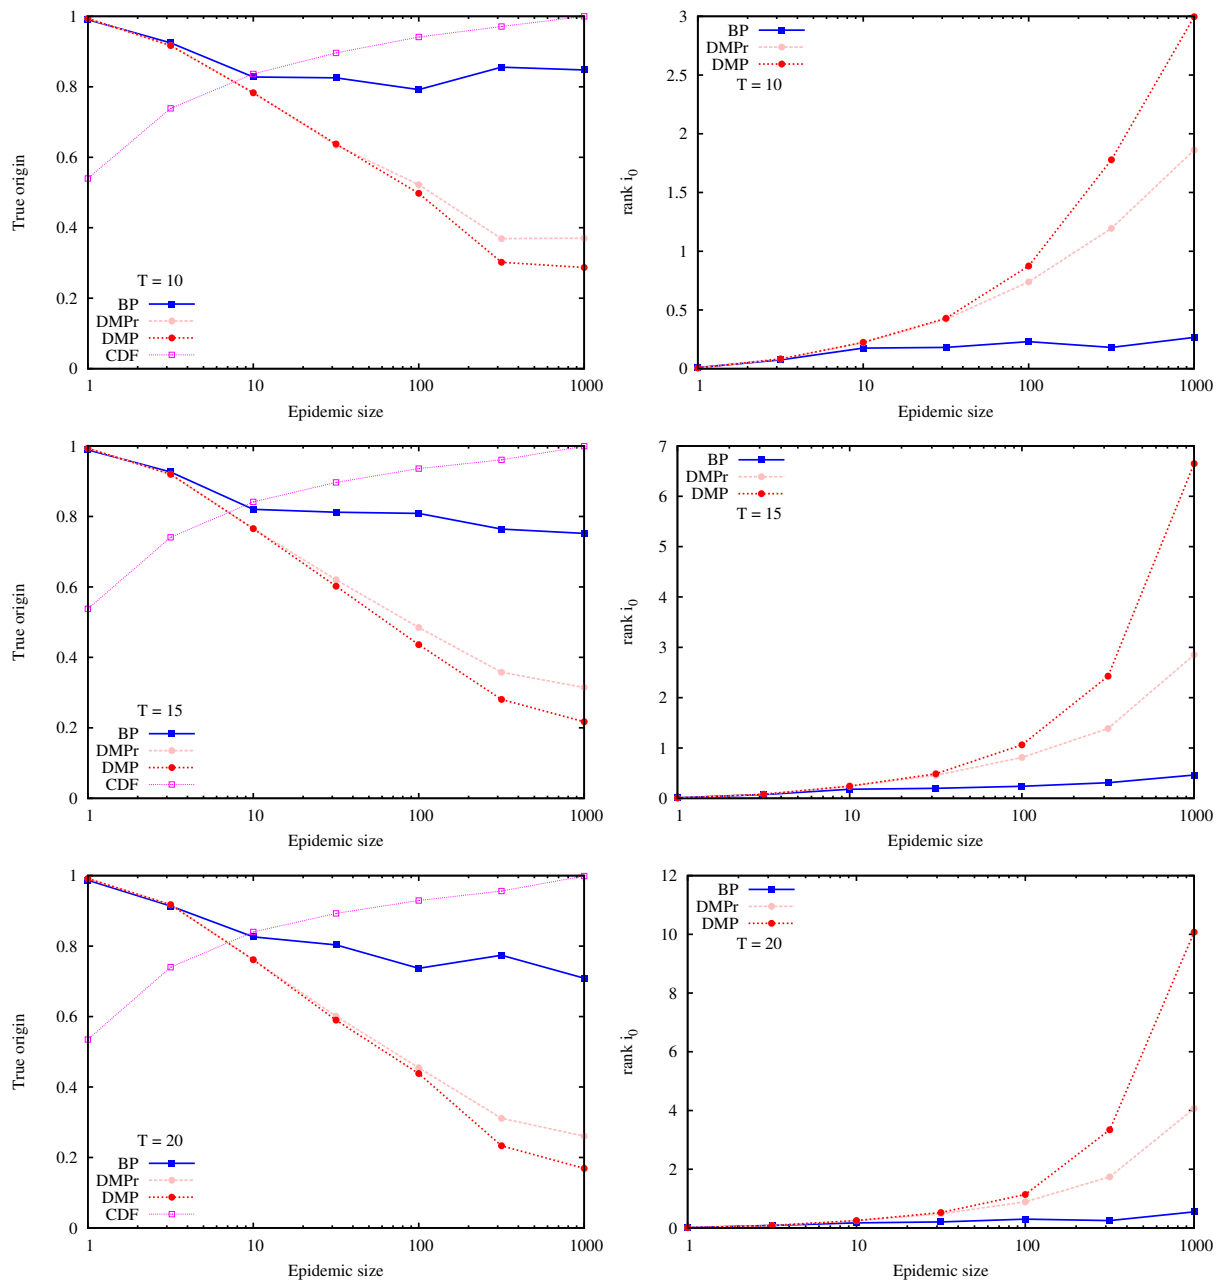 1
0.8
0.6
0.4
0.2
0
True origin
T = 10
BP
DMPr
DMP
CDF
1
10
100
1000
Epidemic size
3
2.5
2
1.5
1
0.5
0
rank i0
BP
DMPr
DMP
T = 10
1
10
100
1000
Epidemic size
1
0.8
0.6
0.4
0.2
0
True origin
T = 15
BP
DMPr
DMP
CDF
1
10
100
1000
Epidemic size
7
6
5
4
3
2
1
0
rank i0
BP
DMPr
DMP
T = 15
1
10
100
1000
Epidemic size
1
0.8
0.6
0.4
0.2
0
True origin
T = 20
BP
DMPr
DMP
CDF
1
10
100
1000
Epidemic size
12
10
8
6
4
2
0
rank i0
BP
DMPr
DMP
T = 20
1
10
100
1000
Epidemic size